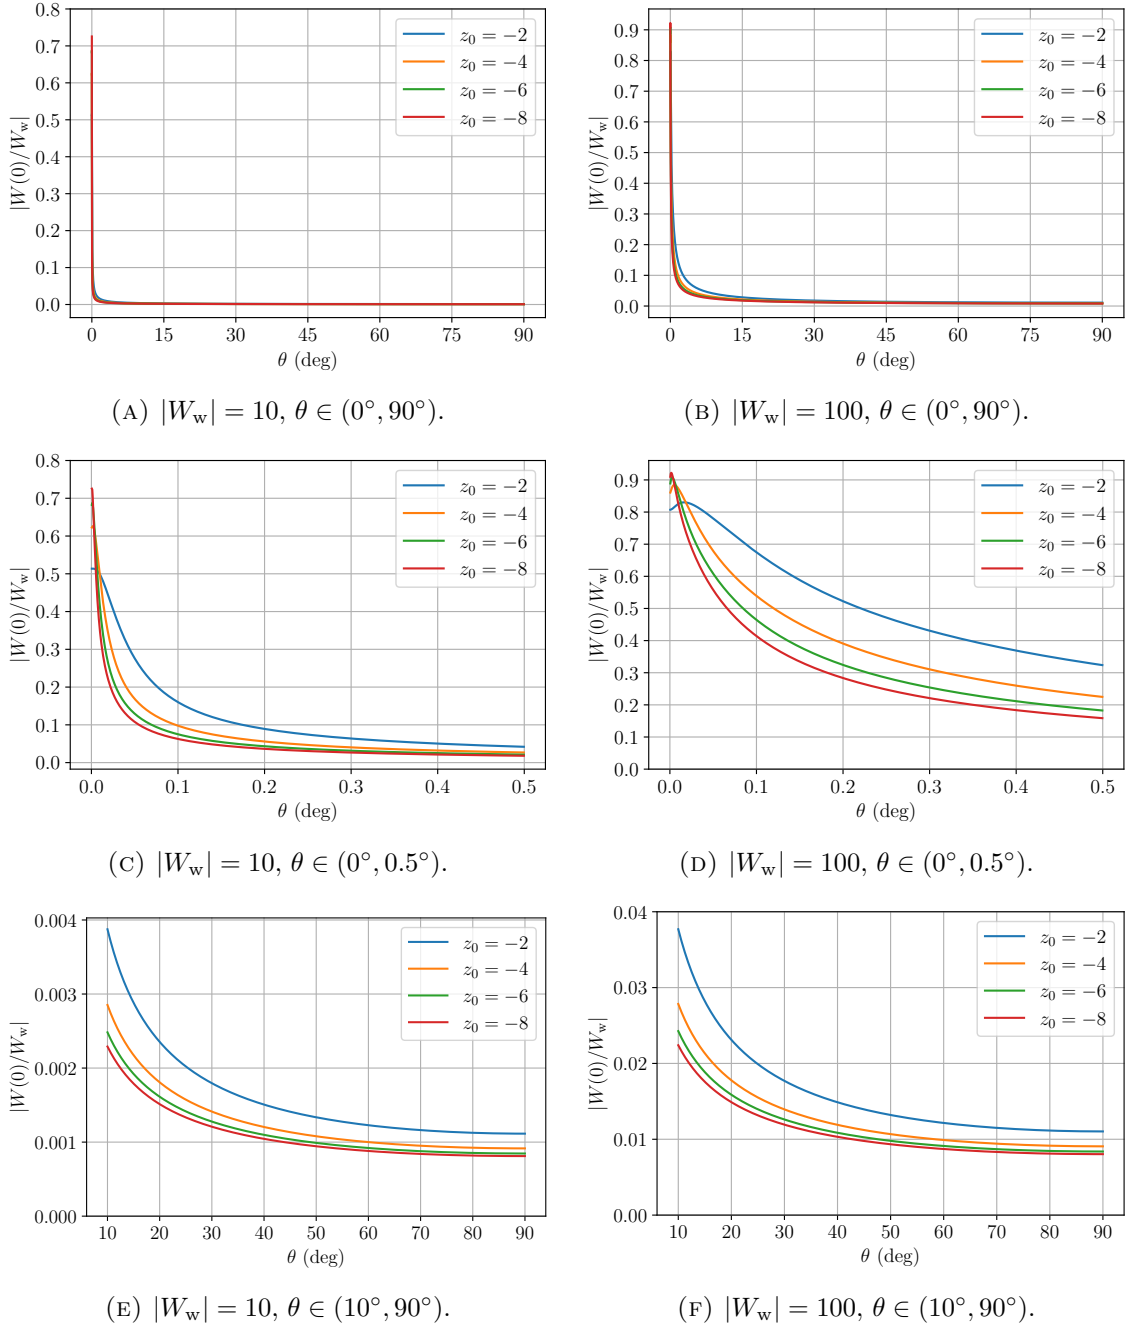 0.8
0.7
0.6
0.5
0.4
0.3
0.2
0.1
0.0
|W(0)/W_w|
z_0 = −2
z_0 = −4
z_0 = −6
z_0 = −8
0 15 30 45 60 75 90
θ (deg)
(A) |W_w| = 10, θ ∈ (0°, 90°).
0.9
0.8
0.7
0.6
0.5
0.4
0.3
0.2
0.1
0.0
|W(0)/W_w|
z_0 = −2
z_0 = −4
z_0 = −6
z_0 = −8
0 15 30 45 60 75 90
θ (deg)
(B) |W_w| = 100, θ ∈ (0°, 90°).
0.8
0.7
0.6
0.5
0.4
0.3
0.2
0.1
0.0
|W(0)/W_w|
z_0 = −2
z_0 = −4
z_0 = −6
z_0 = −8
0.0 0.1 0.2 0.3 0.4 0.5
θ (deg)
(C) |W_w| = 10, θ ∈ (0°, 0.5°).
0.9
0.8
0.7
0.6
0.5
0.4
0.3
0.2
0.1
0.0
|W(0)/W_w|
z_0 = −2
z_0 = −4
z_0 = −6
z_0 = −8
0.0 0.1 0.2 0.3 0.4 0.5
θ (deg)
(D) |W_w| = 100, θ ∈ (0°, 0.5°).
0.004
0.003
0.002
0.001
0.000
|W(0)/W_w|
z_0 = −2
z_0 = −4
z_0 = −6
z_0 = −8
10 20 30 40 50 60 70 80 90
θ (deg)
(E) |W_w| = 10, θ ∈ (10°, 90°).
0.04
0.03
0.02
0.01
0.00
|W(0)/W_w|
z_0 = −2
z_0 = −4
z_0 = −6
z_0 = −8
10 20 30 40 50 60 70 80 90
θ (deg)
(F) |W_w| = 100, θ ∈ (10°, 90°).